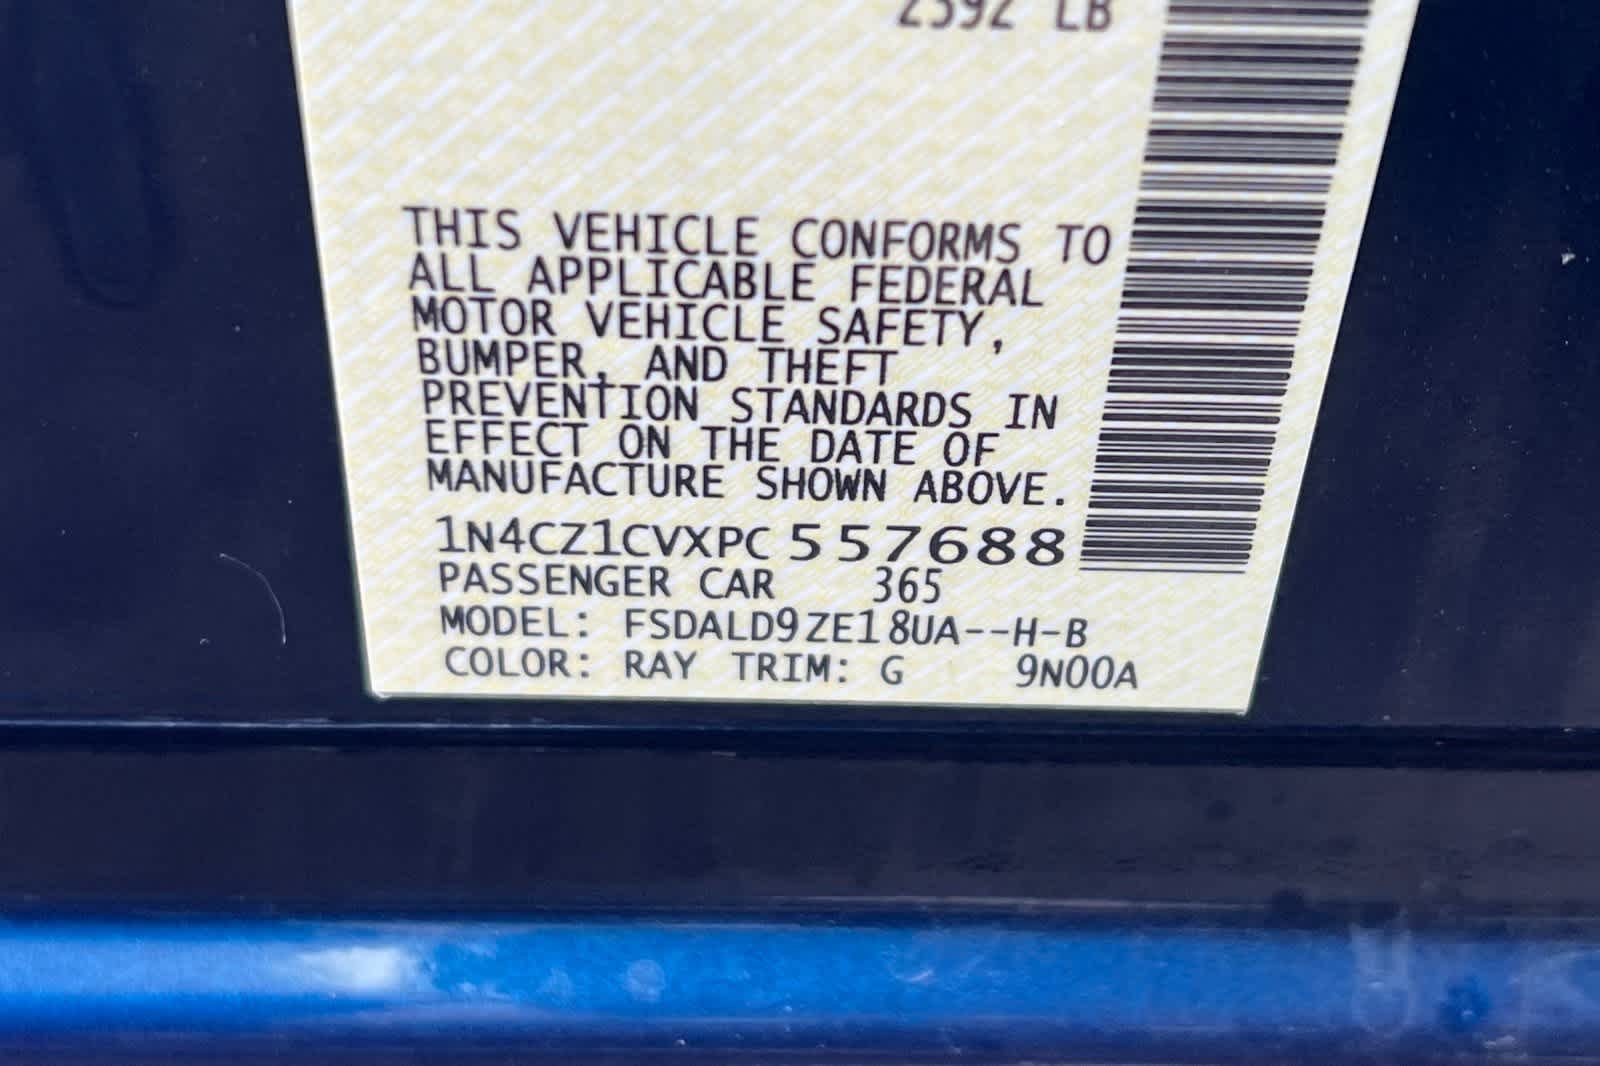 2592 LB
THIS VEHICLE CONFORMS TO
ALL APPLICABLE FEDERAL
MOTOR VEHICLE SAFETY,
BUMPER, AND THEFT
PREVENTION STANDARDS IN
EFFECT ON THE DATE OF
MANUFACTURE SHOWN ABOVE.
1N4CZ1CVXPC557688
PASSENGER CAR 365
MODEL: FSDALD9ZE18UA--H-B
COLOR: RAY TRIM: G 9N00A